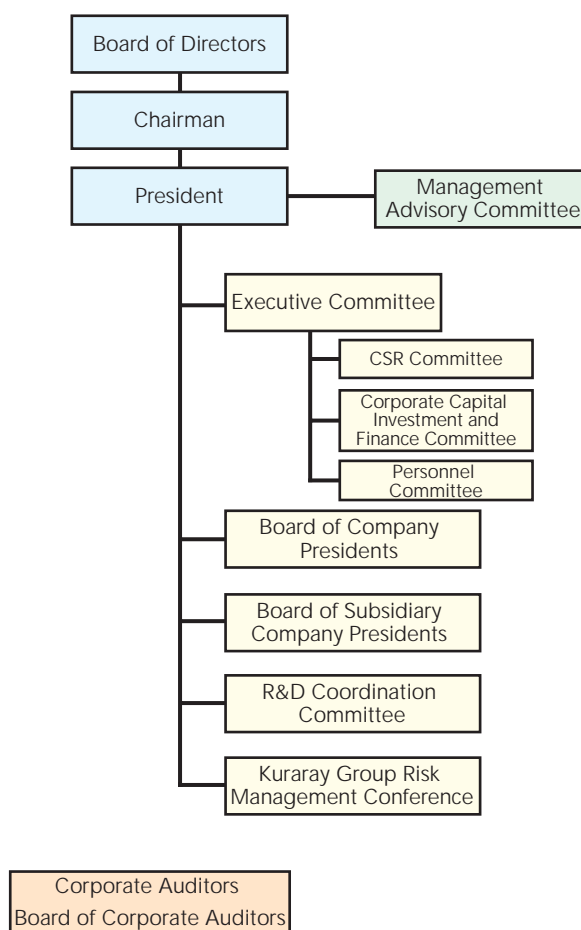 Board of Directors
Chairman
President
Management
Advisory Committee
Executive Committee
CSR Committee
Corporate Capital
Investment and
Finance Committee
Personnel
Committee
Board of Company
Presidents
Board of Subsidiary
Company Presidents
R&D Coordination
Committee
Kuraray Group Risk
Management Conference
Corporate Auditors
Board of Corporate Auditors